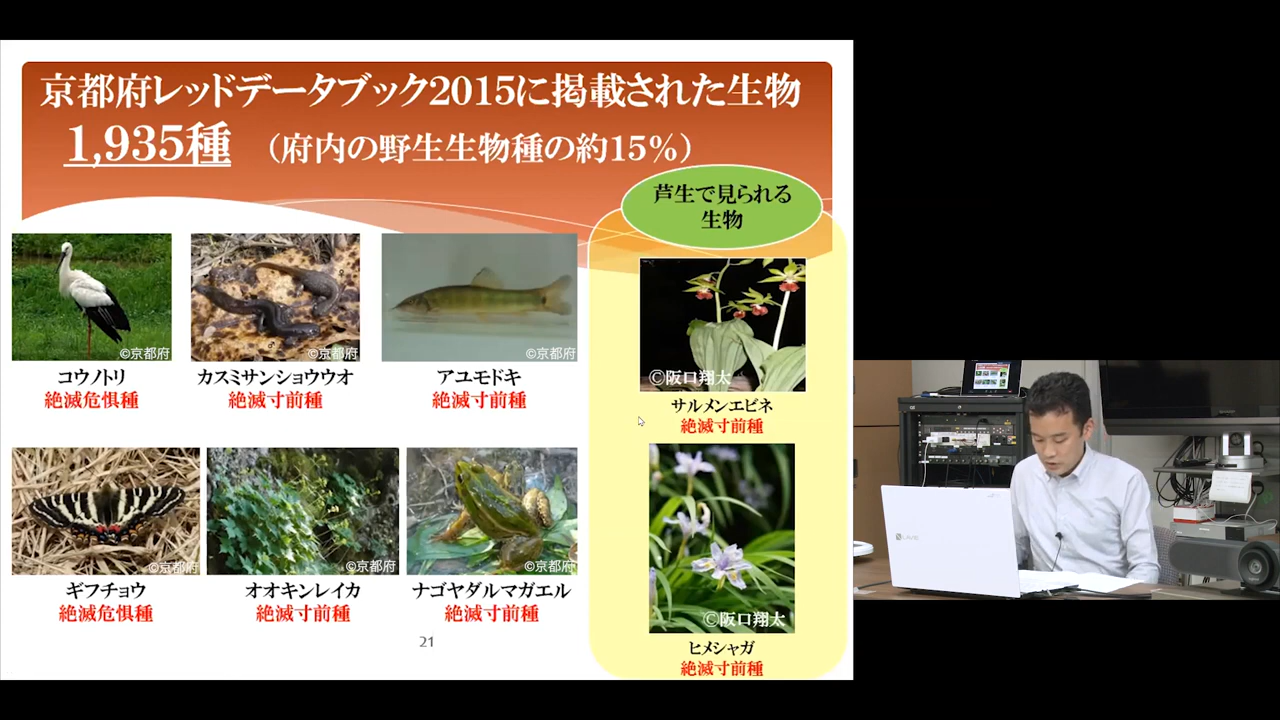 京都府レッドデータブック2015に掲載された生物
1,935種 （府内の野生生物種の約15%）
芦生で見られる
生物
©京都府
©京都府
©京都府
コウノトリ
絶滅危惧種
カスミサンショウウオ
絶滅寸前種
アユモドキ
絶滅寸前種
©阪口翔太
サルメンエビネ
絶滅寸前種
©京都府
©京都府
©京都府
ギフチョウ
絶滅危惧種
オオキンレイカ
絶滅寸前種
ナゴヤダルマガエル
絶滅寸前種
©阪口翔太
ヒメシャガ
絶滅寸前種
21
LAVIE